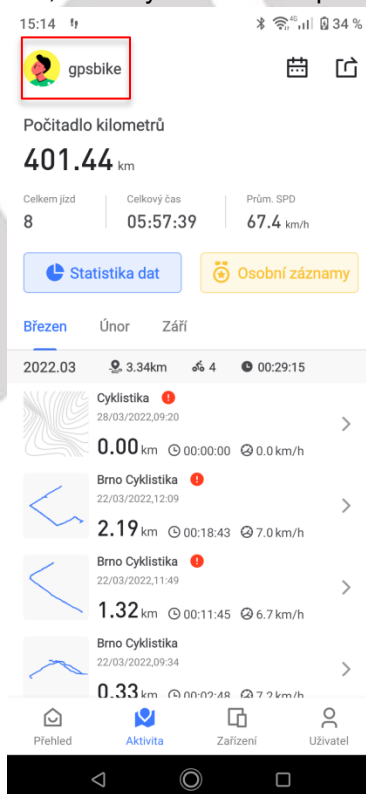 15:14
4G 34 %
gpsbike
Počitadlo kilometrů
401.44 km
Celkem jízd Celkový čas Prům. SPD
8 05:57:39 67.4 km/h
Statistika dat Osobní záznamy
Březen Únor Září
2022.03 3.34km 4 00:29:15
Cyklistika
28/03/2022,09:20
0.00 km 00:00:00 0.0 km/h
Brno Cyklistika
22/03/2022,12:09
2.19 km 00:18:43 7.0 km/h
Brno Cyklistika
22/03/2022,11:49
1.32 km 00:11:45 6.7 km/h
Brno Cyklistika
22/03/2022,09:34
0.33 km 00:02:48 7.2 km/h
Přehled Aktivita Zařízení Uživatel